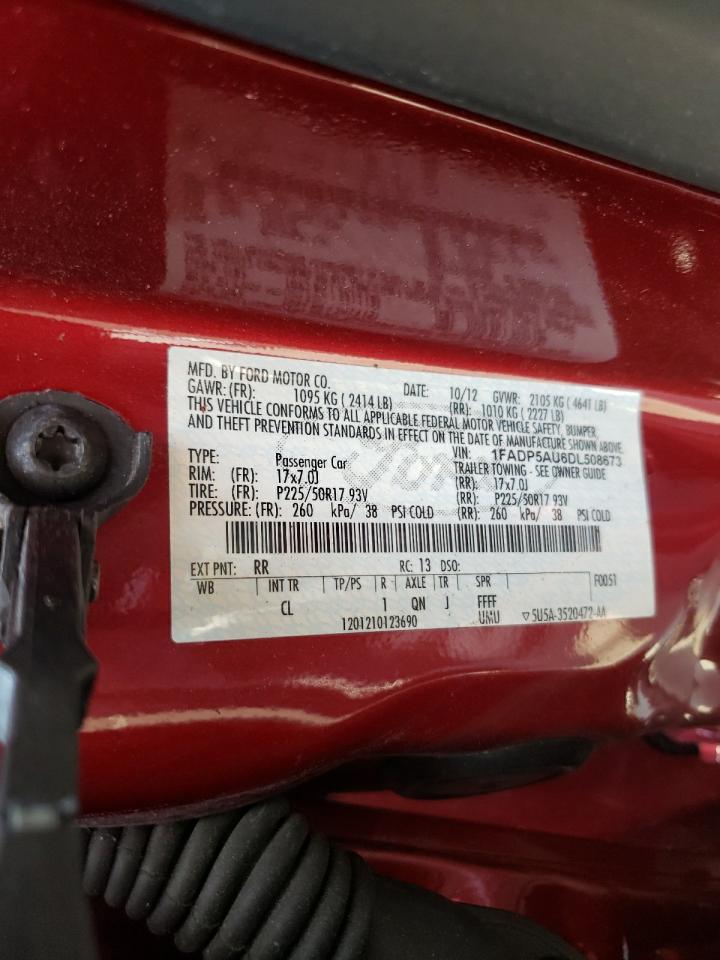 MFD. BY FORD MOTOR CO. DATE: 10/12 GVWR: 2105 KG ( 4641 LB)
GAWR: (FR): 1095 KG ( 2414 LB) (RR): 1010 KG ( 2227 LB)
THIS VEHICLE CONFORMS TO ALL APPLICABLE FEDERAL MOTOR VEHICLE SAFETY, BUMPER,
AND THEFT PREVENTION STANDARDS IN EFFECT ON THE DATE OF MANUFACTURE SHOWN ABOVE.
VIN: 1FADP5AU6DL508673
TYPE: Passenger Car TRAILER TOWING - SEE OWNER GUIDE
RIM: (FR): 17x7.0J (RR): 17x7.0J
TIRE: (FR): P225/50R17 93V (RR): P225/50R17 93V
PRESSURE: (FR): 260 kPa/ 38 PSI COLD (RR): 260 kPa/ 38 PSI COLD
EXT PNT: RR RC: 13 DSO:
WB INT TR TP/PS R AXLE TR SPR F0051
CL 1 QN J FFFF
1201210123690 UMU ▽5U5A-3520472-AA